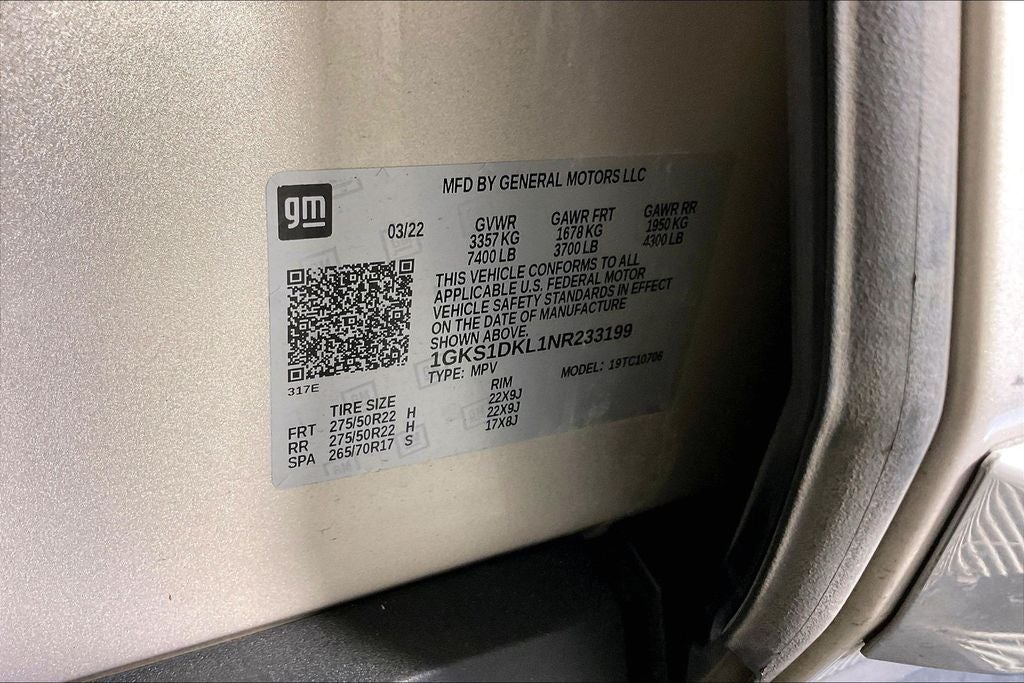 gm
MFD BY GENERAL MOTORS LLC
03/22 GVWR GAWR FRT GAWR RR
3357 KG 1678 KG 1950 KG
7400 LB 3700 LB 4300 LB
THIS VEHICLE CONFORMS TO ALL
APPLICABLE U.S. FEDERAL MOTOR
VEHICLE SAFETY STANDARDS IN EFFECT
ON THE DATE OF MANUFACTURE
SHOWN ABOVE.
1GKS1DKL1NR233199
TYPE: MPV MODEL: 19TC10706
317E
TIRE SIZE RIM
FRT 275/50R22 H 22X9J
RR 275/50R22 H 22X9J
SPA 265/70R17 S 17X8J